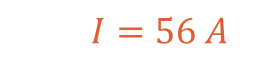 I = 56 A